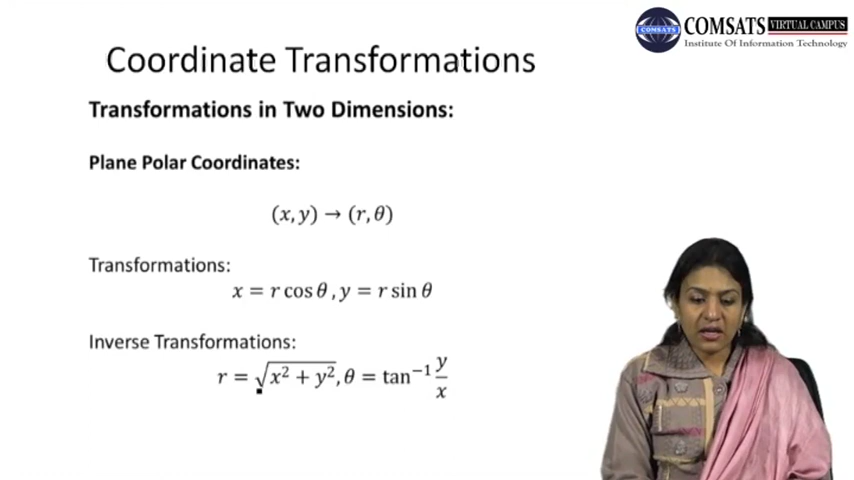 COMSATS VIRTUAL CAMPUS
COMSATS
Institute Of Information Technology
Coordinate Transformations
Transformations in Two Dimensions:
Plane Polar Coordinates:
(x, y) → (r, θ)
Transformations:
x = r cos θ , y = r sin θ
Inverse Transformations:
r = √(x² + y²), θ = tan⁻¹ y/x